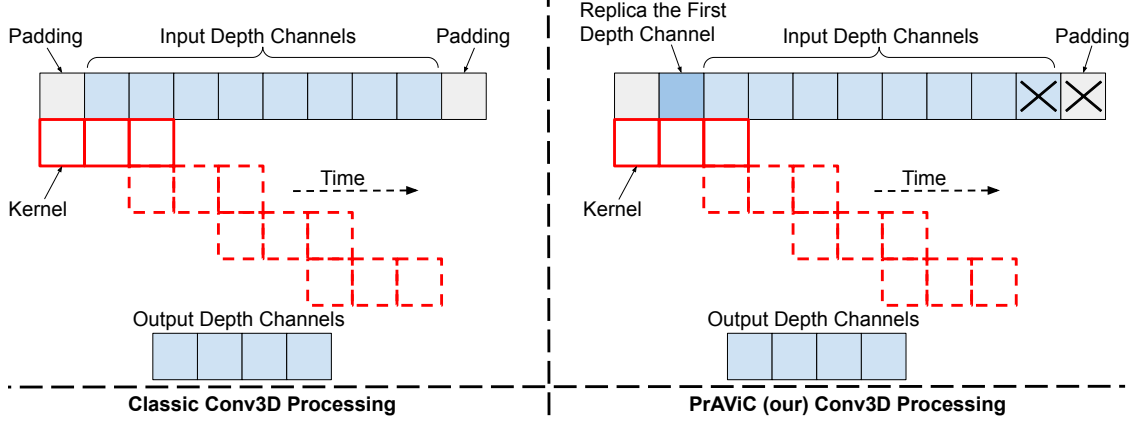 Padding
Input Depth Channels
Padding
Kernel
Time
Output Depth Channels
Classic Conv3D Processing
Replica the First
Depth Channel
Input Depth Channels
Padding
Kernel
Time
Output Depth Channels
PrAViC (our) Conv3D Processing